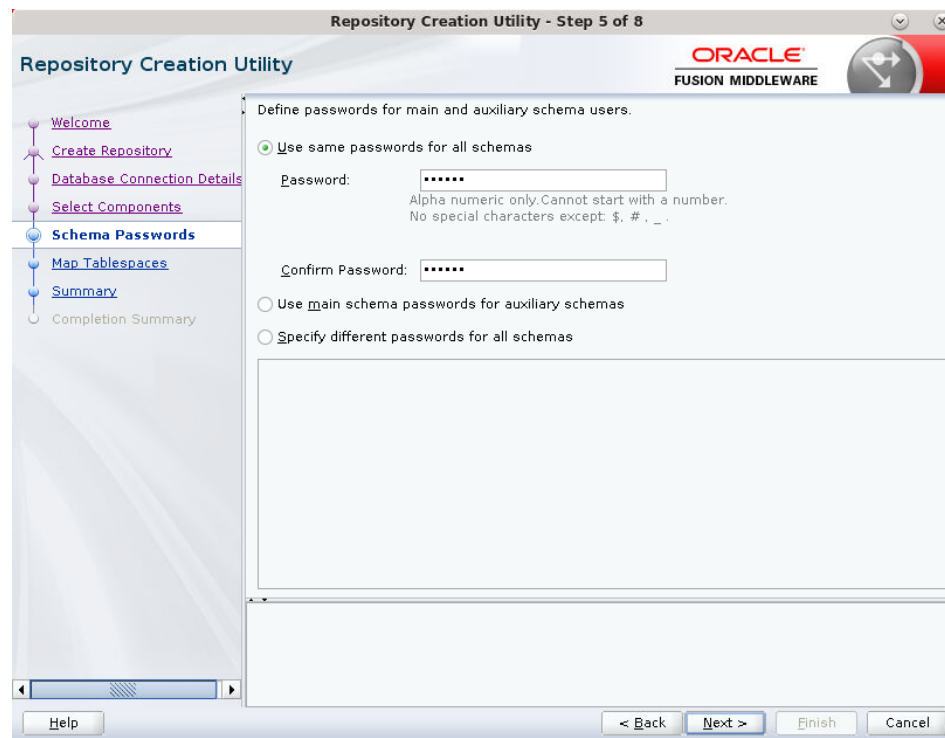 Repository Creation Utility - Step 5 of 8
Repository Creation Utility
ORACLE
FUSION MIDDLEWARE
Welcome
Create Repository
Database Connection Details
Select Components
Schema Passwords
Map Tablespaces
Summary
Completion Summary
Define passwords for main and auxiliary schema users.
Use same passwords for all schemas
Password: ••••••
Alpha numeric only.Cannot start with a number.
No special characters except: $, # , _ .
Confirm Password: ••••••
Use main schema passwords for auxiliary schemas
Specify different passwords for all schemas
Help
< Back
Next >
Finish
Cancel